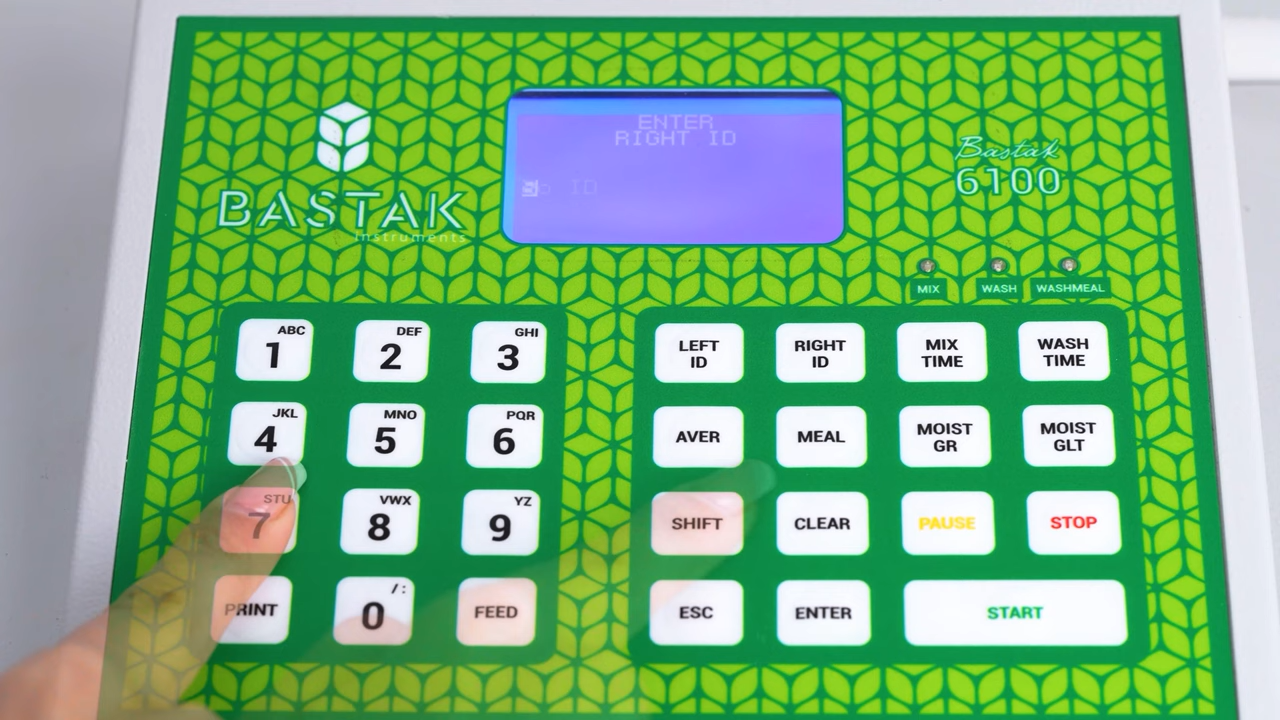 ENTER
RIGHT ID
BASTAK
instruments
Bastak
6100
MIX WASH WASHMEAL
ABC DEF GHI
1 2 3
LEFT ID
RIGHT ID
MIX TIME
WASH TIME
JKL MNO PQR
4 5 6
AVER
MEAL
MOIST GR
MOIST GLT
STU VWX YZ
7 8 9
SHIFT
CLEAR
PAUSE
STOP
/:
PRINT 0 FEED
ESC
ENTER
START